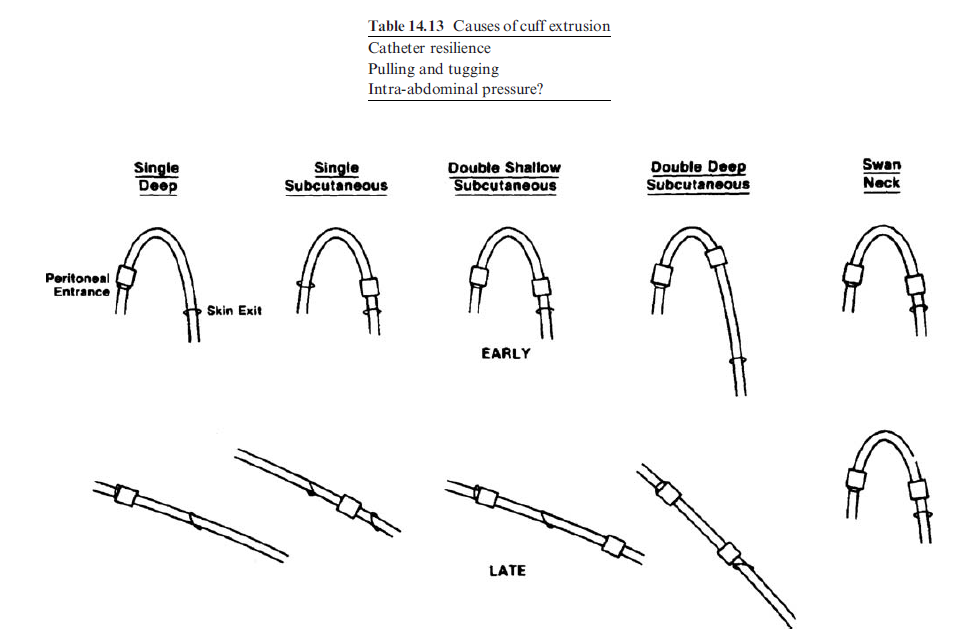 Table 14.13 Causes of cuff extrusion
Catheter resilience
Pulling and tugging
Intra-abdominal pressure?
Single
Deep
Single
Subcutaneous
Double Shallow
Subcutaneous
Double Deep
Subcutaneous
Swan
Neck
Peritoneal
Entrance
Skin Exit
EARLY
LATE